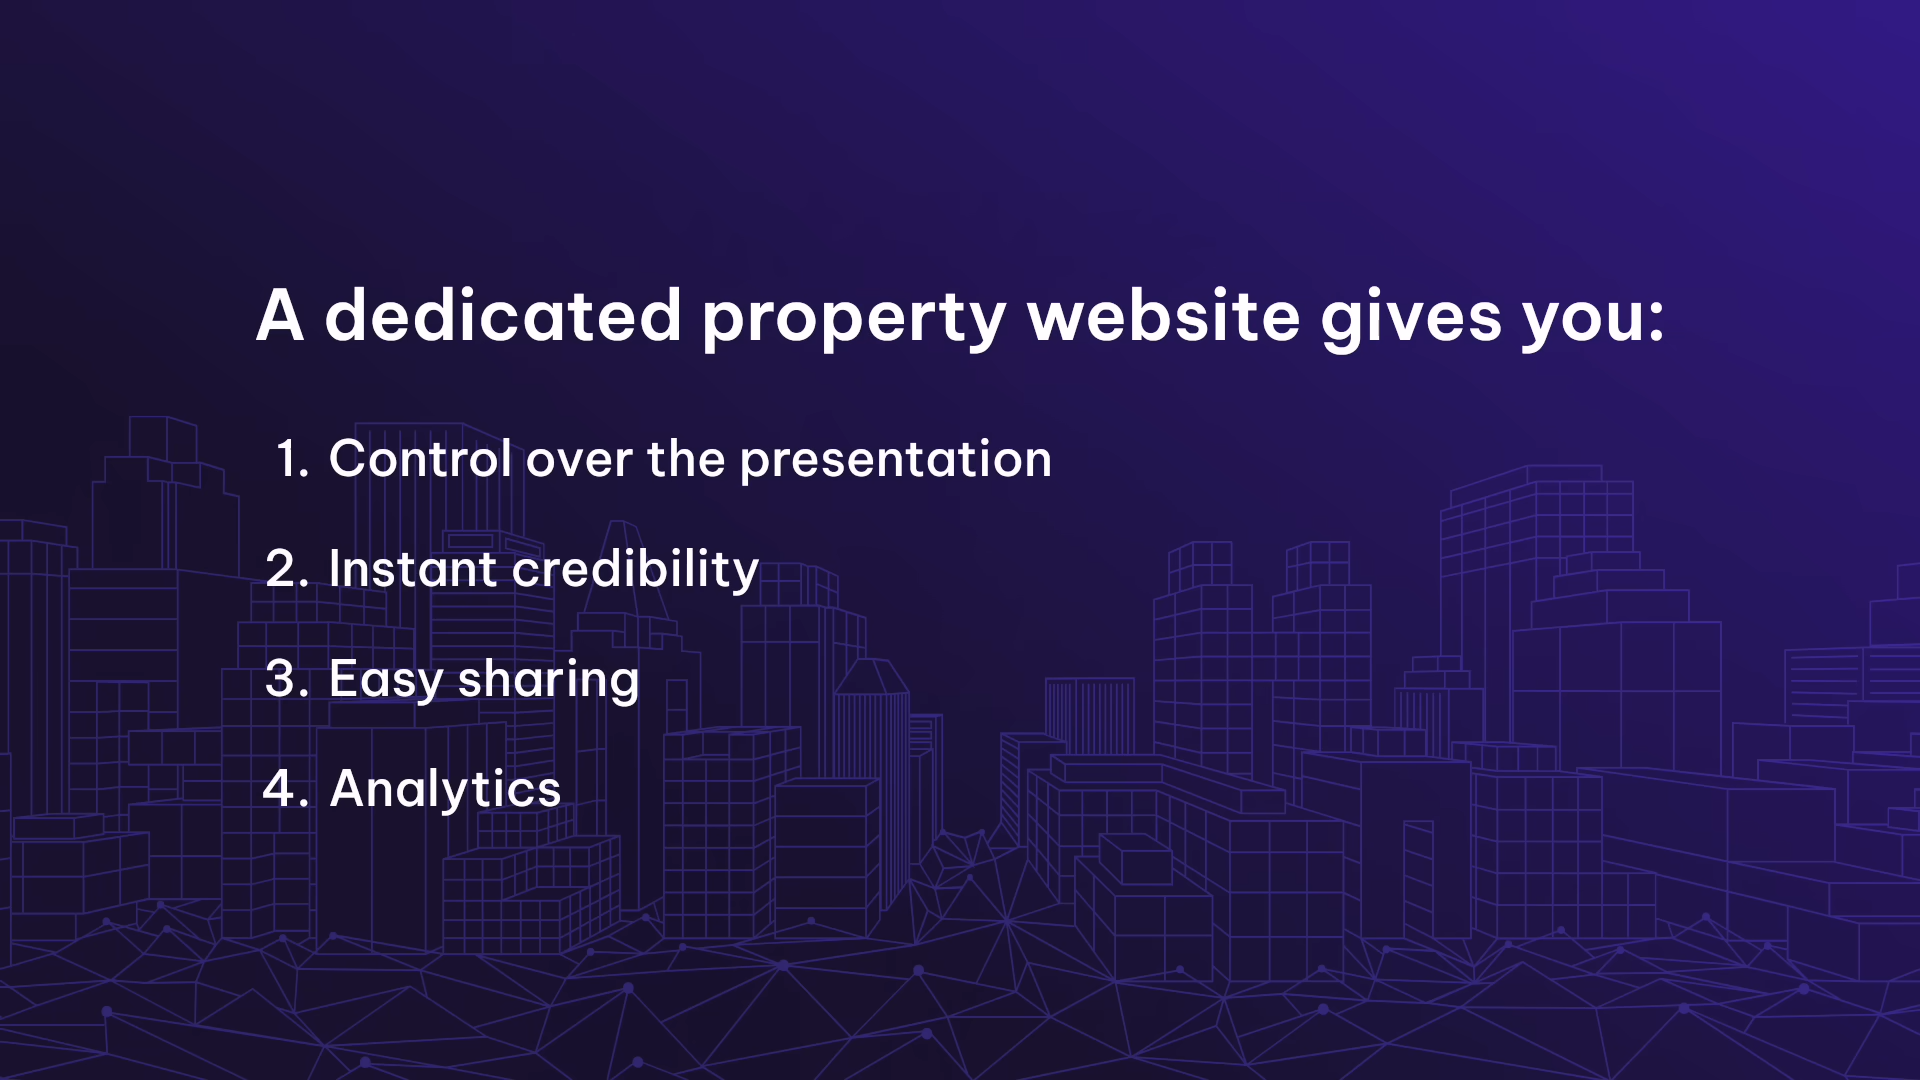 A dedicated property website gives you:
1. Control over the presentation
2. Instant credibility
3. Easy sharing
4. Analytics